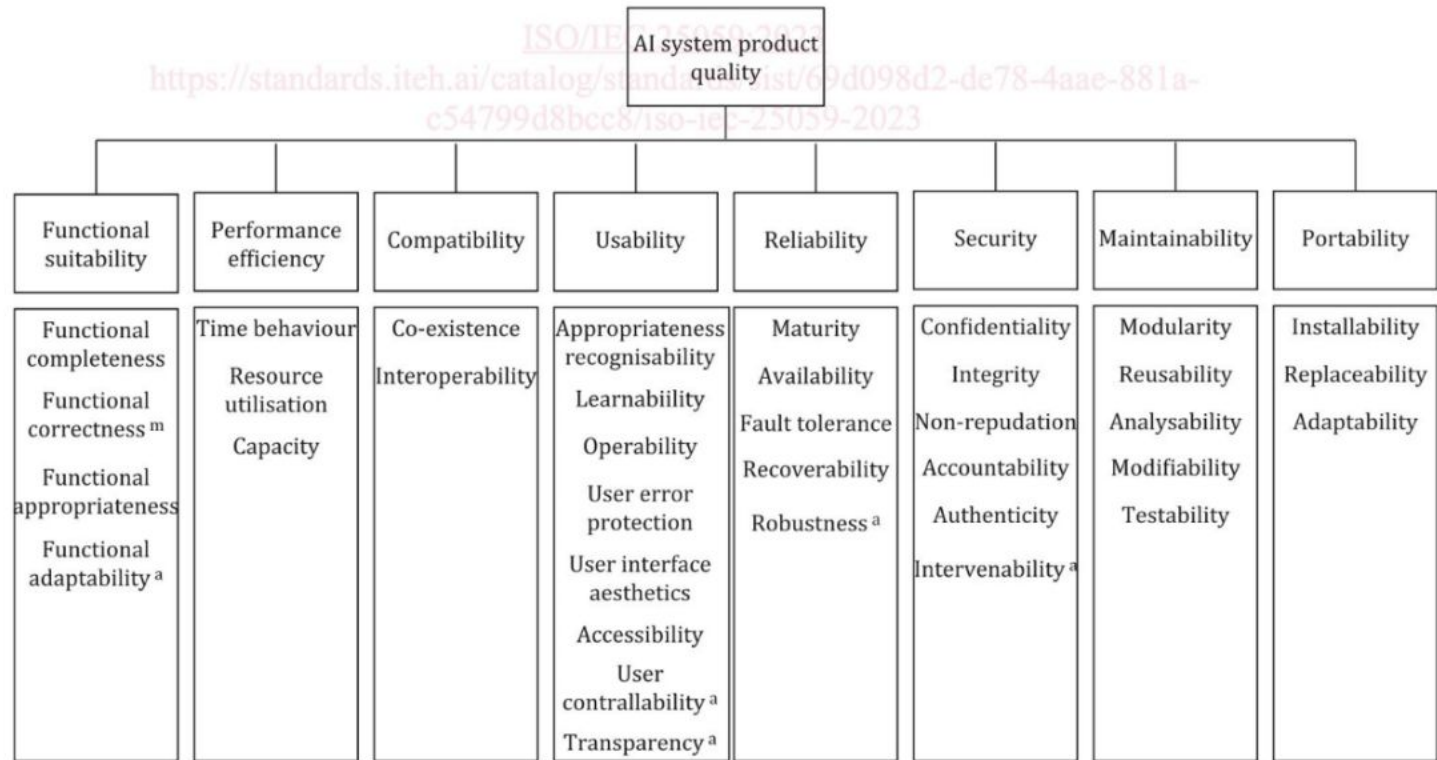 ISO/IEC 25059:2023
https://standards.iteh.ai/catalog/standards/sist/69d098d2-de78-4aae-881a-
c54799d8bcc8/iso-iec-25059-2023
AI system product
quality
Functional
suitability
Performance
efficiency
Compatibility
Usability
Reliability
Security
Maintainability
Portability
Functional
completeness
Functional
correctness m
Functional
appropriateness
Functional
adaptability a
Time behaviour
Resource
utilisation
Capacity
Co-existence
Interoperability
Appropriateness
recognisability
Learnabiility
Operability
User error
protection
User interface
aesthetics
Accessibility
User
contrallability a
Transparency a
Maturity
Availability
Fault tolerance
Recoverability
Robustness a
Confidentiality
Integrity
Non-repudation
Accountability
Authenticity
Intervenability a
Modularity
Reusability
Analysability
Modifiability
Testability
Installability
Replaceability
Adaptability